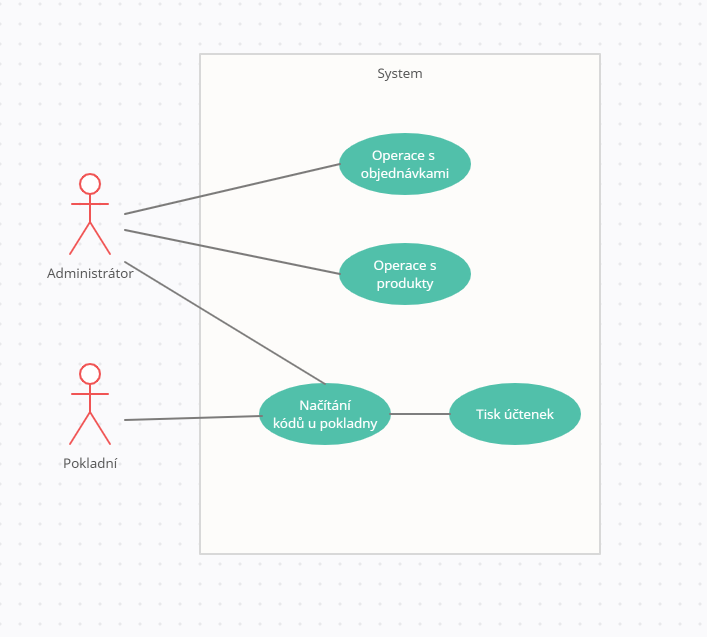 System
Operace s
objednávkami
Administrátor
Operace s
produkty
Načítání
kódů u pokladny
Tisk účtenek
Pokladní